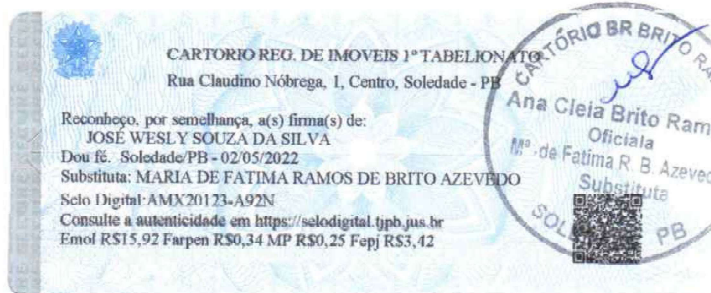 CARTORIO REG. DE IMOVEIS 1º TABELIONATO
Rua Claudino Nóbrega, 1, Centro, Soledade - PB
Reconheço, por semelhança, a(s) firma(s) de:
JOSÉ WESLY SOUZA DA SILVA
Dou fé. Soledade/PB - 02/05/2022
Substituta: MARIA DE FATIMA RAMOS DE BRITO AZEVEDO
Selo Digital:AMX20123-A92N
Consulte a autenticidade em https://selodigital.tjpb.jus.br
Emol R$15,92 Farpen R$0,34 MP R$0,25 Fepj R$3,42
CARTÓRIO BR BRITO
Ana Cleia Brito Ram
Oficiala
Mª. de Fatima R. B. Azeved
Substituta
PB